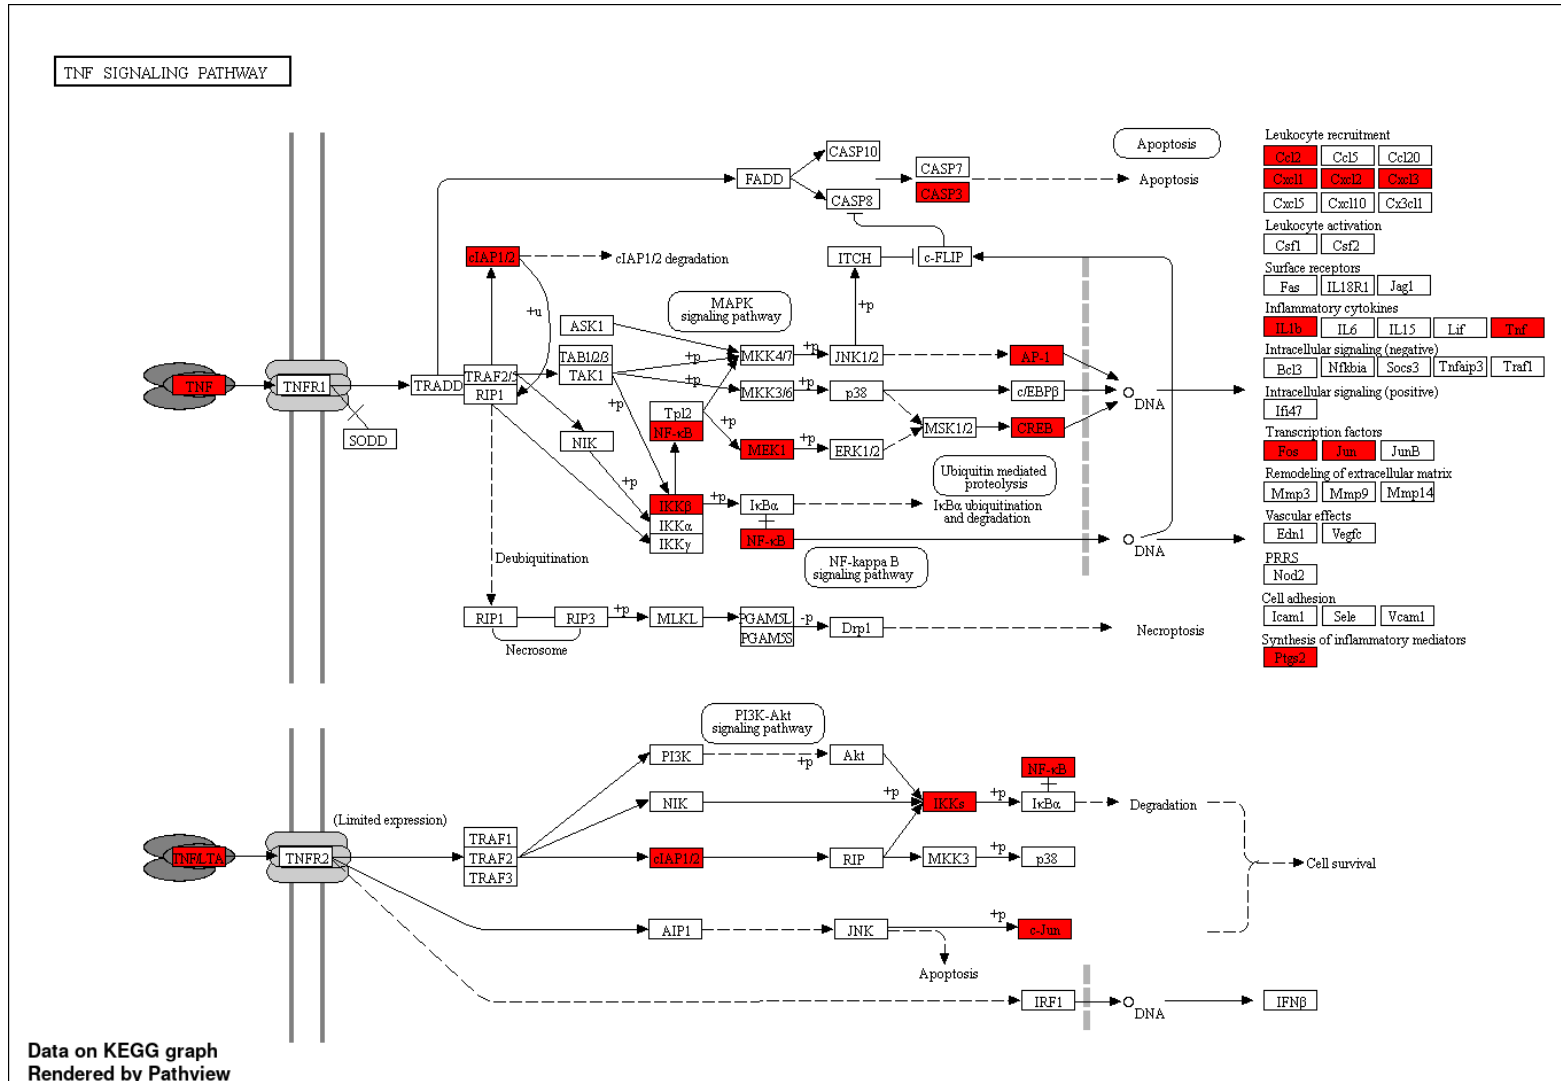 TNF SIGNALING PATHWAY
Apoptosis
CASP10
FADD
CASP7
CASP3
Apoptosis
CASP8
cIAP1/2
cIAP1/2 degradation
ITCH
c-FLIP
MAPK
signaling pathway
+u
+p
ASK1
TAB1/2/3
TAK1
+p
+p
MKK4/7
+p
JNK1/2
AP-1
TNF
TNFR1
TRADD
TRAF2/5
RIP1
MKK3/6
+p
p38
c/EBPβ
DNA
SODD
NIK
+p
Tpl2
NF-κB
+p
MEK1
+p
ERK1/2
MSK1/2
CREB
+p
Ubiquitin mediated
proteolysis
IKKβ
IKKα
IKKγ
+p
IκBα
IκBα ubiquitination
and degradation
NF-κB
DNA
NF-kappa B
signaling pathway
Deubiquitination
RIP1
RIP3
+p
MLKL
PGAM5L
PGAM5S
-p
Drp1
Necroptosis
Necrosome
Leukocyte recruitment
Ccl2 Ccl5 Ccl20
Cxcl1 Cxcl2 Cxcl3
Cxcl5 Cxcl10 Cx3cl1
Leukocyte activation
Csf1 Csf2
Surface receptors
Fas IL18R1 Jag1
Inflammatory cytokines
IL1b IL6 IL15 Lif Tnf
Intracellular signaling (negative)
Bcl3 Nfkbia Socs3 Tnfaip3 Traf1
Intracellular signaling (positive)
Ifi47
Transcription factors
Fos Jun JunB
Remodeling of extracellular matrix
Mmp3 Mmp9 Mmp14
Vascular effects
Edn1 Vegfc
PRRS
Nod2
Cell adhesion
Icam1 Sele Vcam1
Synthesis of inflammatory mediators
Ptgs2
PI3K-Akt
signaling pathway
PI3K
+p
Akt
NF-κB
NIK
+p
IKKs
+p
IκBα
Degradation
(Limited expression)
TNF/LTA
TNFR2
TRAF1
TRAF2
TRAF3
cIAP1/2
RIP
MKK3
+p
p38
Cell survival
AIP1
JNK
+p
c-Jun
Apoptosis
IRF1
DNA
IFNβ
Data on KEGG graph
Rendered by Pathview